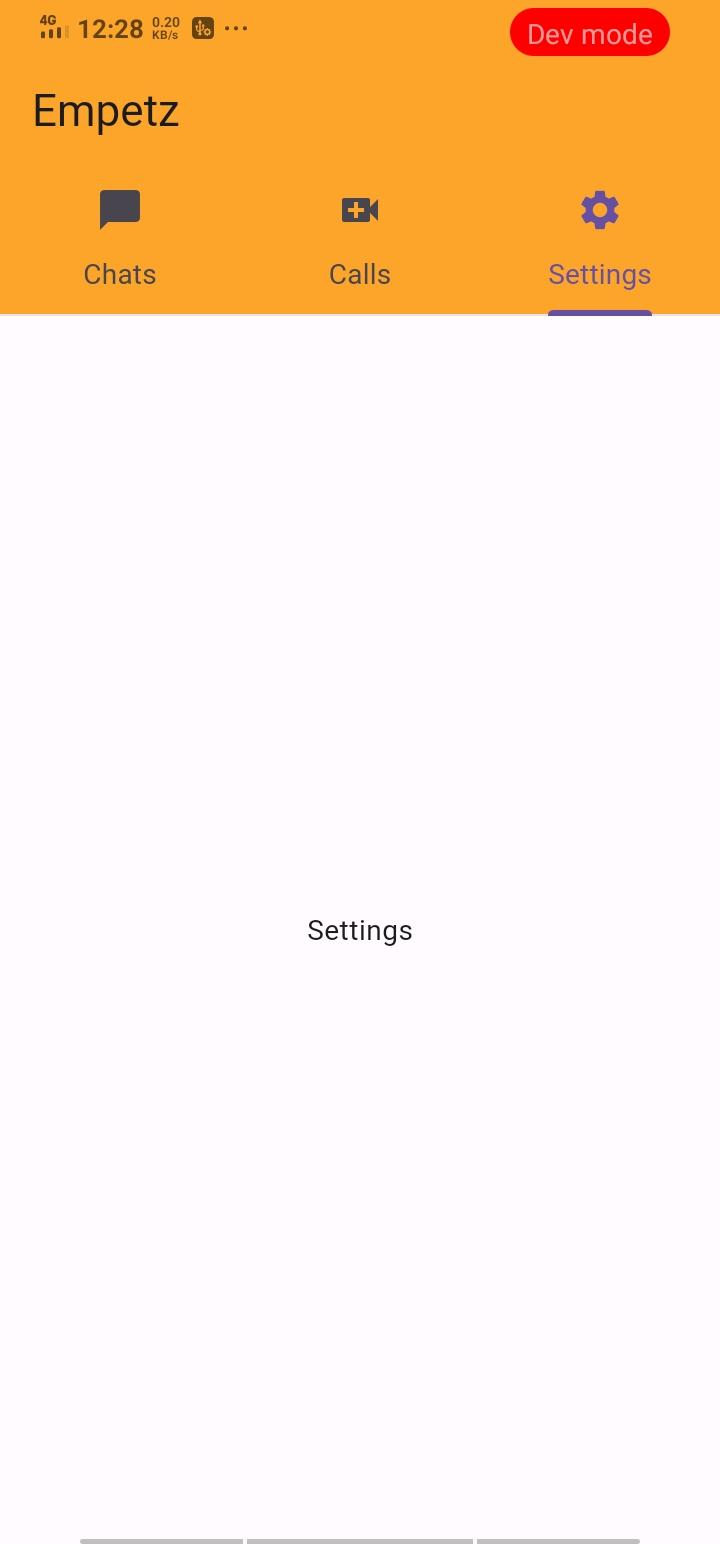 4G 12:28 0.20 KB/s ... Dev mode
Empetz
Chats Calls Settings
Settings